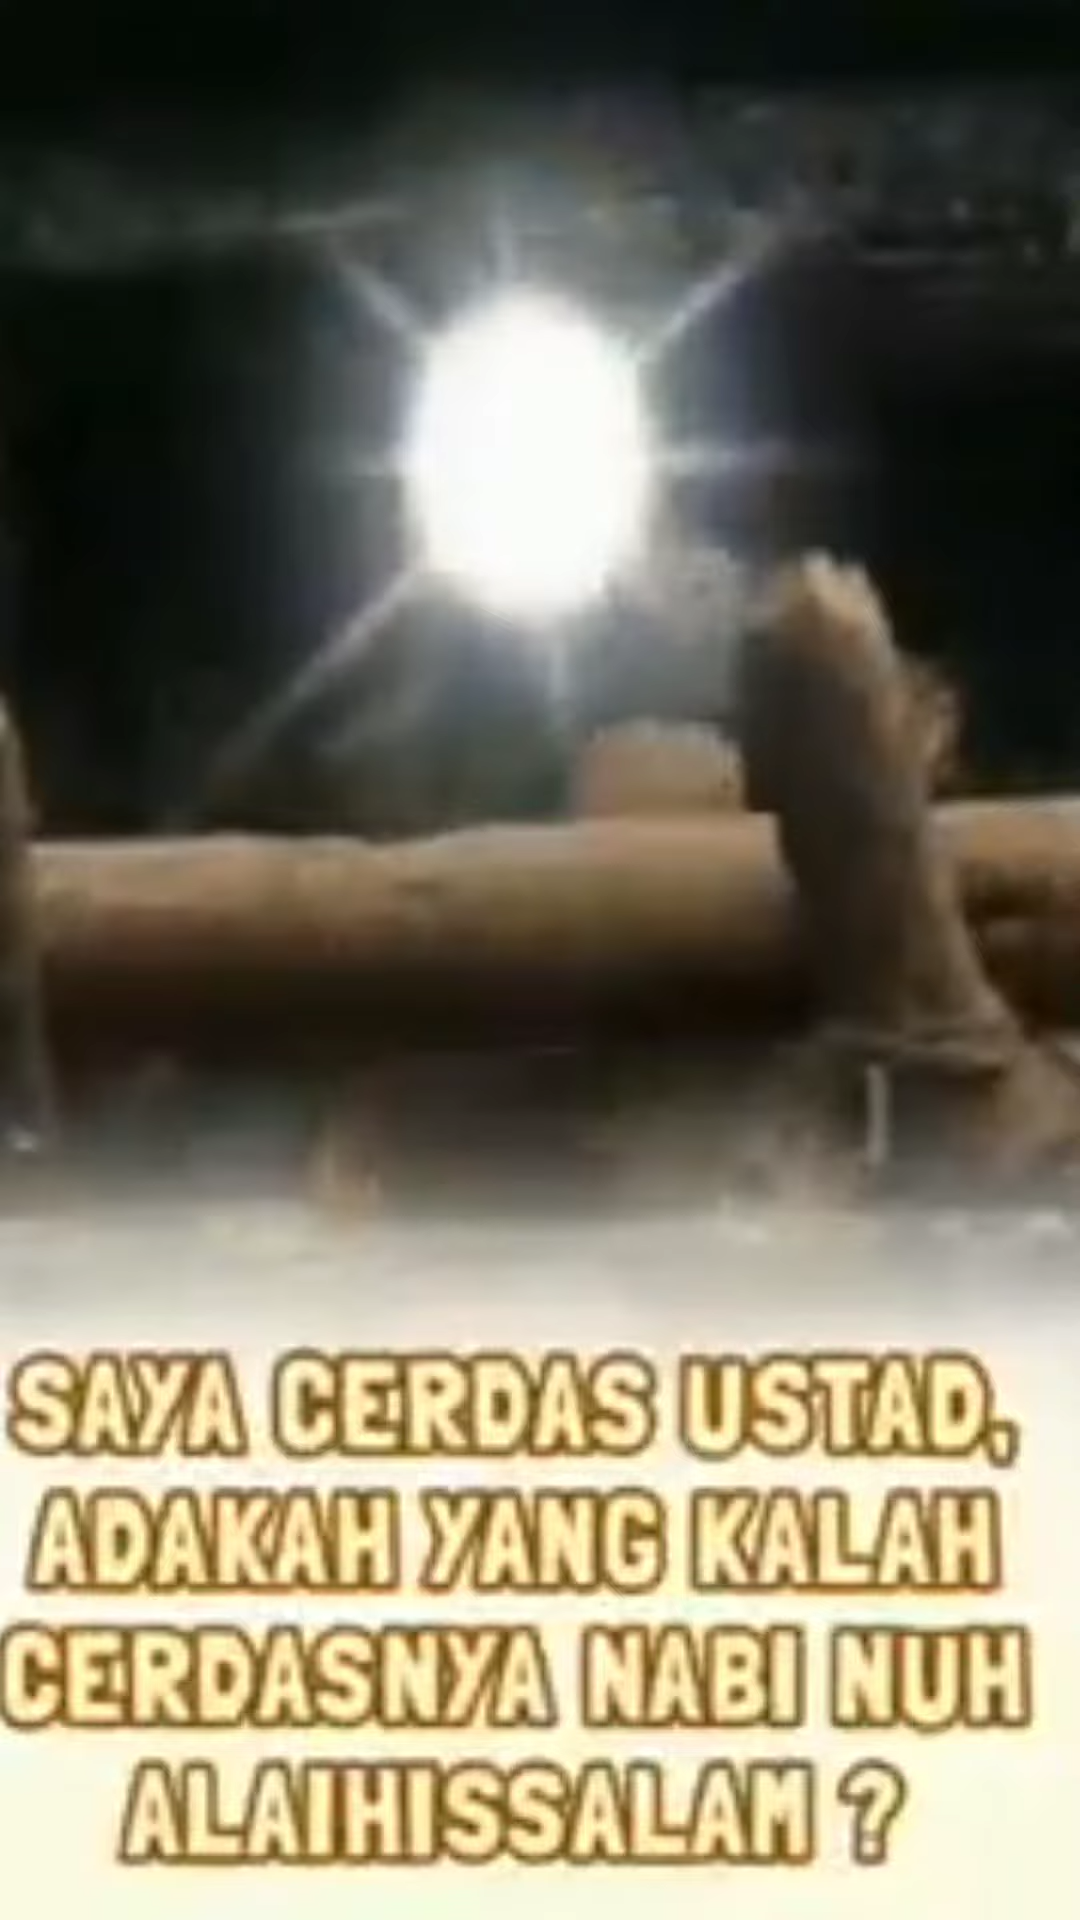 SAYA CERDAS USTAD,
ADAKAH YANG KALAH
CERDASNYA NABI NUH
ALAIHISSALAM ?